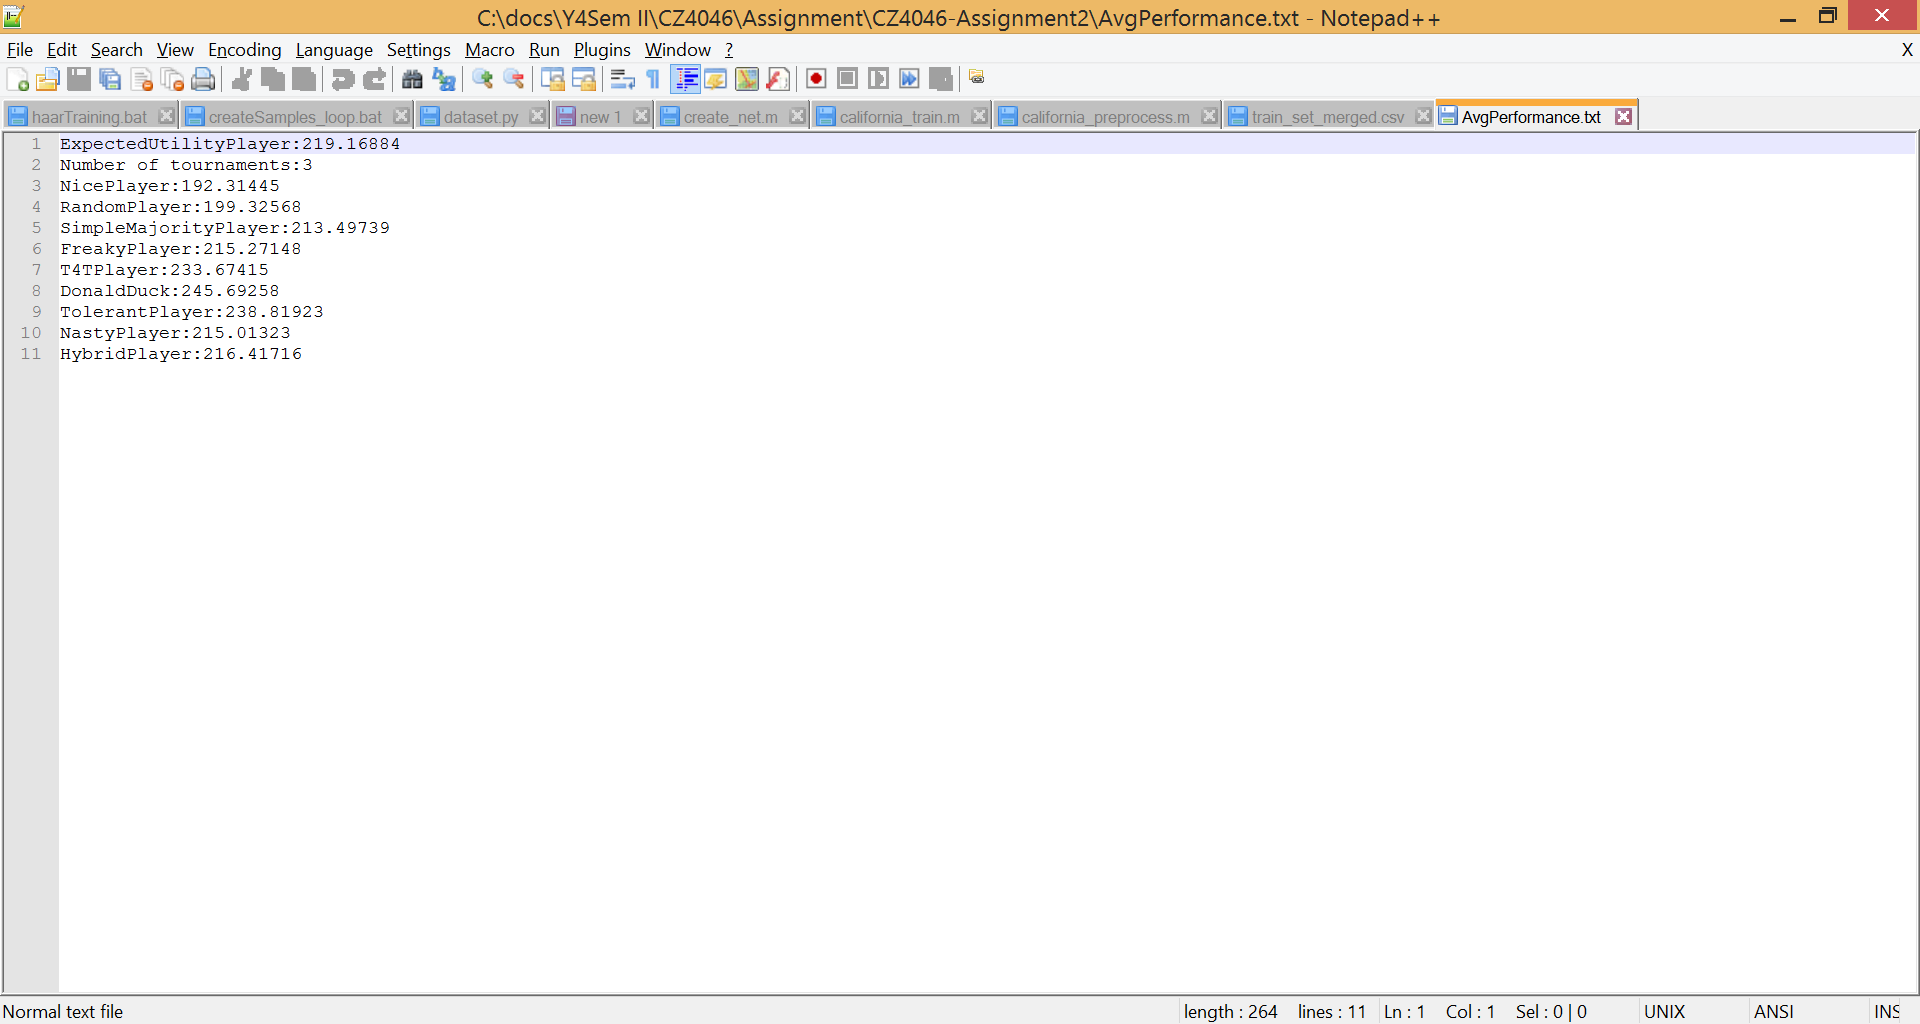 C:\docs\Y4Sem II\CZ4046\Assignment\CZ4046-Assignment2\AvgPerformance.txt - Notepad++
File Edit Search View Encoding Language Settings Macro Run Plugins Window ? X
haarTraining.bat createSamples_loop.bat dataset.py new 1 create_net.m california_train.m california_preprocess.m train_set_merged.csv AvgPerformance.txt
1 ExpectedUtilityPlayer:219.16884
2 Number of tournaments:3
3 NicePlayer:192.31445
4 RandomPlayer:199.32568
5 SimpleMajorityPlayer:213.49739
6 FreakyPlayer:215.27148
7 T4TPlayer:233.67415
8 DonaldDuck:245.69258
9 TolerantPlayer:238.81923
10 NastyPlayer:215.01323
11 HybridPlayer:216.41716
Normal text file length : 264 lines : 11 Ln : 1 Col : 1 Sel : 0 | 0 UNIX ANSI INS